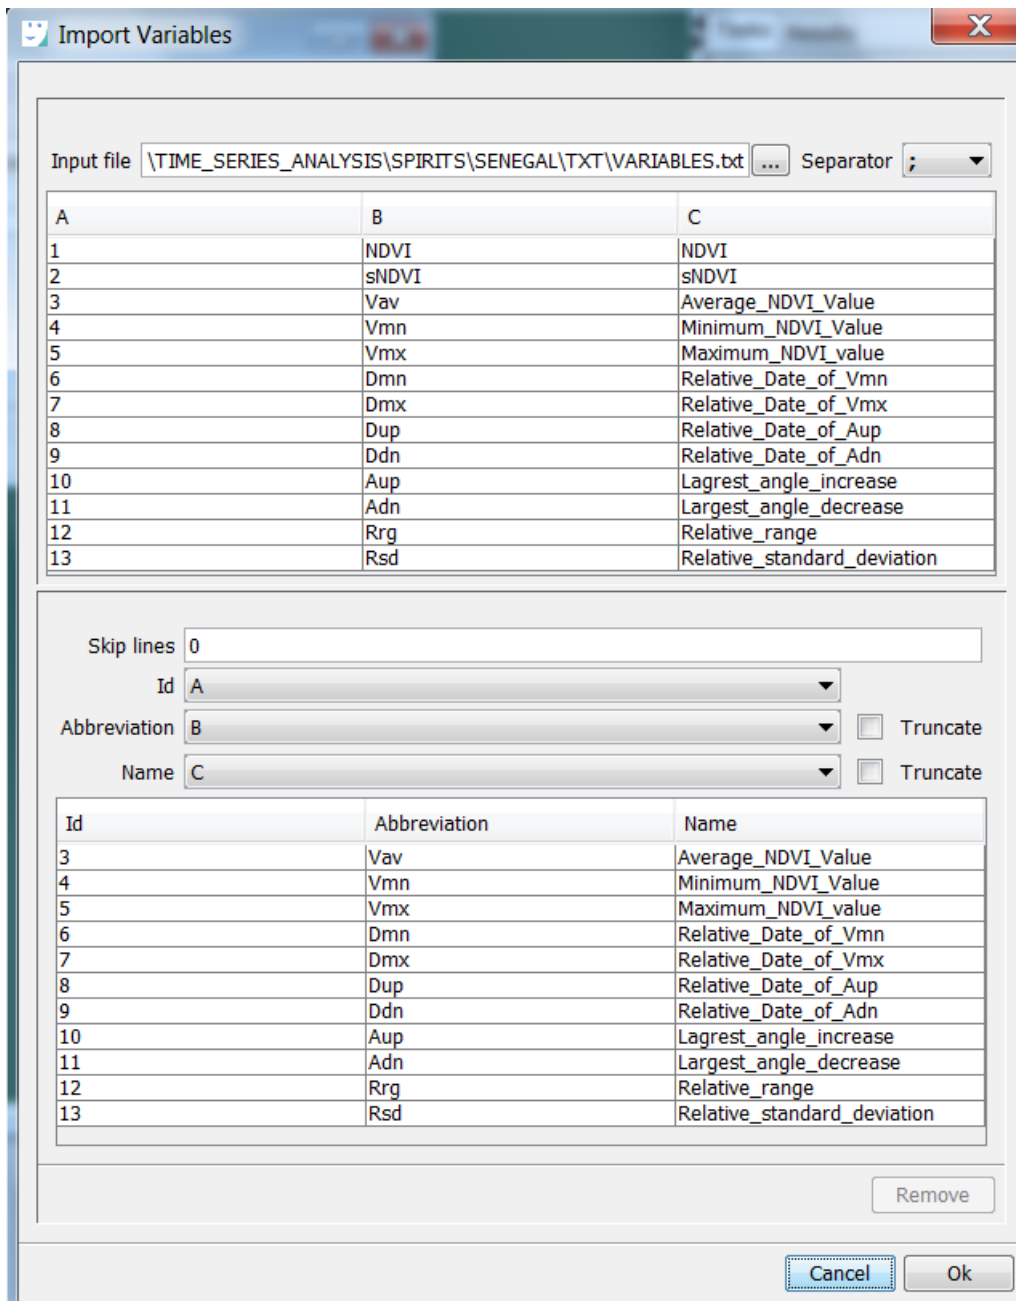 Import Variables
Tasks Results
Input file \TIME_SERIES_ANALYSIS\SPIRITS\SENEGAL\TXT\VARIABLES.txt ... Separator ;
A B C
1 NDVI NDVI
2 sNDVI sNDVI
3 Vav Average_NDVI_Value
4 Vmn Minimum_NDVI_Value
5 Vmx Maximum_NDVI_value
6 Dmn Relative_Date_of_Vmn
7 Dmx Relative_Date_of_Vmx
8 Dup Relative_Date_of_Aup
9 Ddn Relative_Date_of_Adn
10 Aup Lagrest_angle_increase
11 Adn Largest_angle_decrease
12 Rrg Relative_range
13 Rsd Relative_standard_deviation
Skip lines 0
Id A
Abbreviation B Truncate
Name C Truncate
Id Abbreviation Name
3 Vav Average_NDVI_Value
4 Vmn Minimum_NDVI_Value
5 Vmx Maximum_NDVI_value
6 Dmn Relative_Date_of_Vmn
7 Dmx Relative_Date_of_Vmx
8 Dup Relative_Date_of_Aup
9 Ddn Relative_Date_of_Adn
10 Aup Lagrest_angle_increase
11 Adn Largest_angle_decrease
12 Rrg Relative_range
13 Rsd Relative_standard_deviation
Remove
Cancel Ok